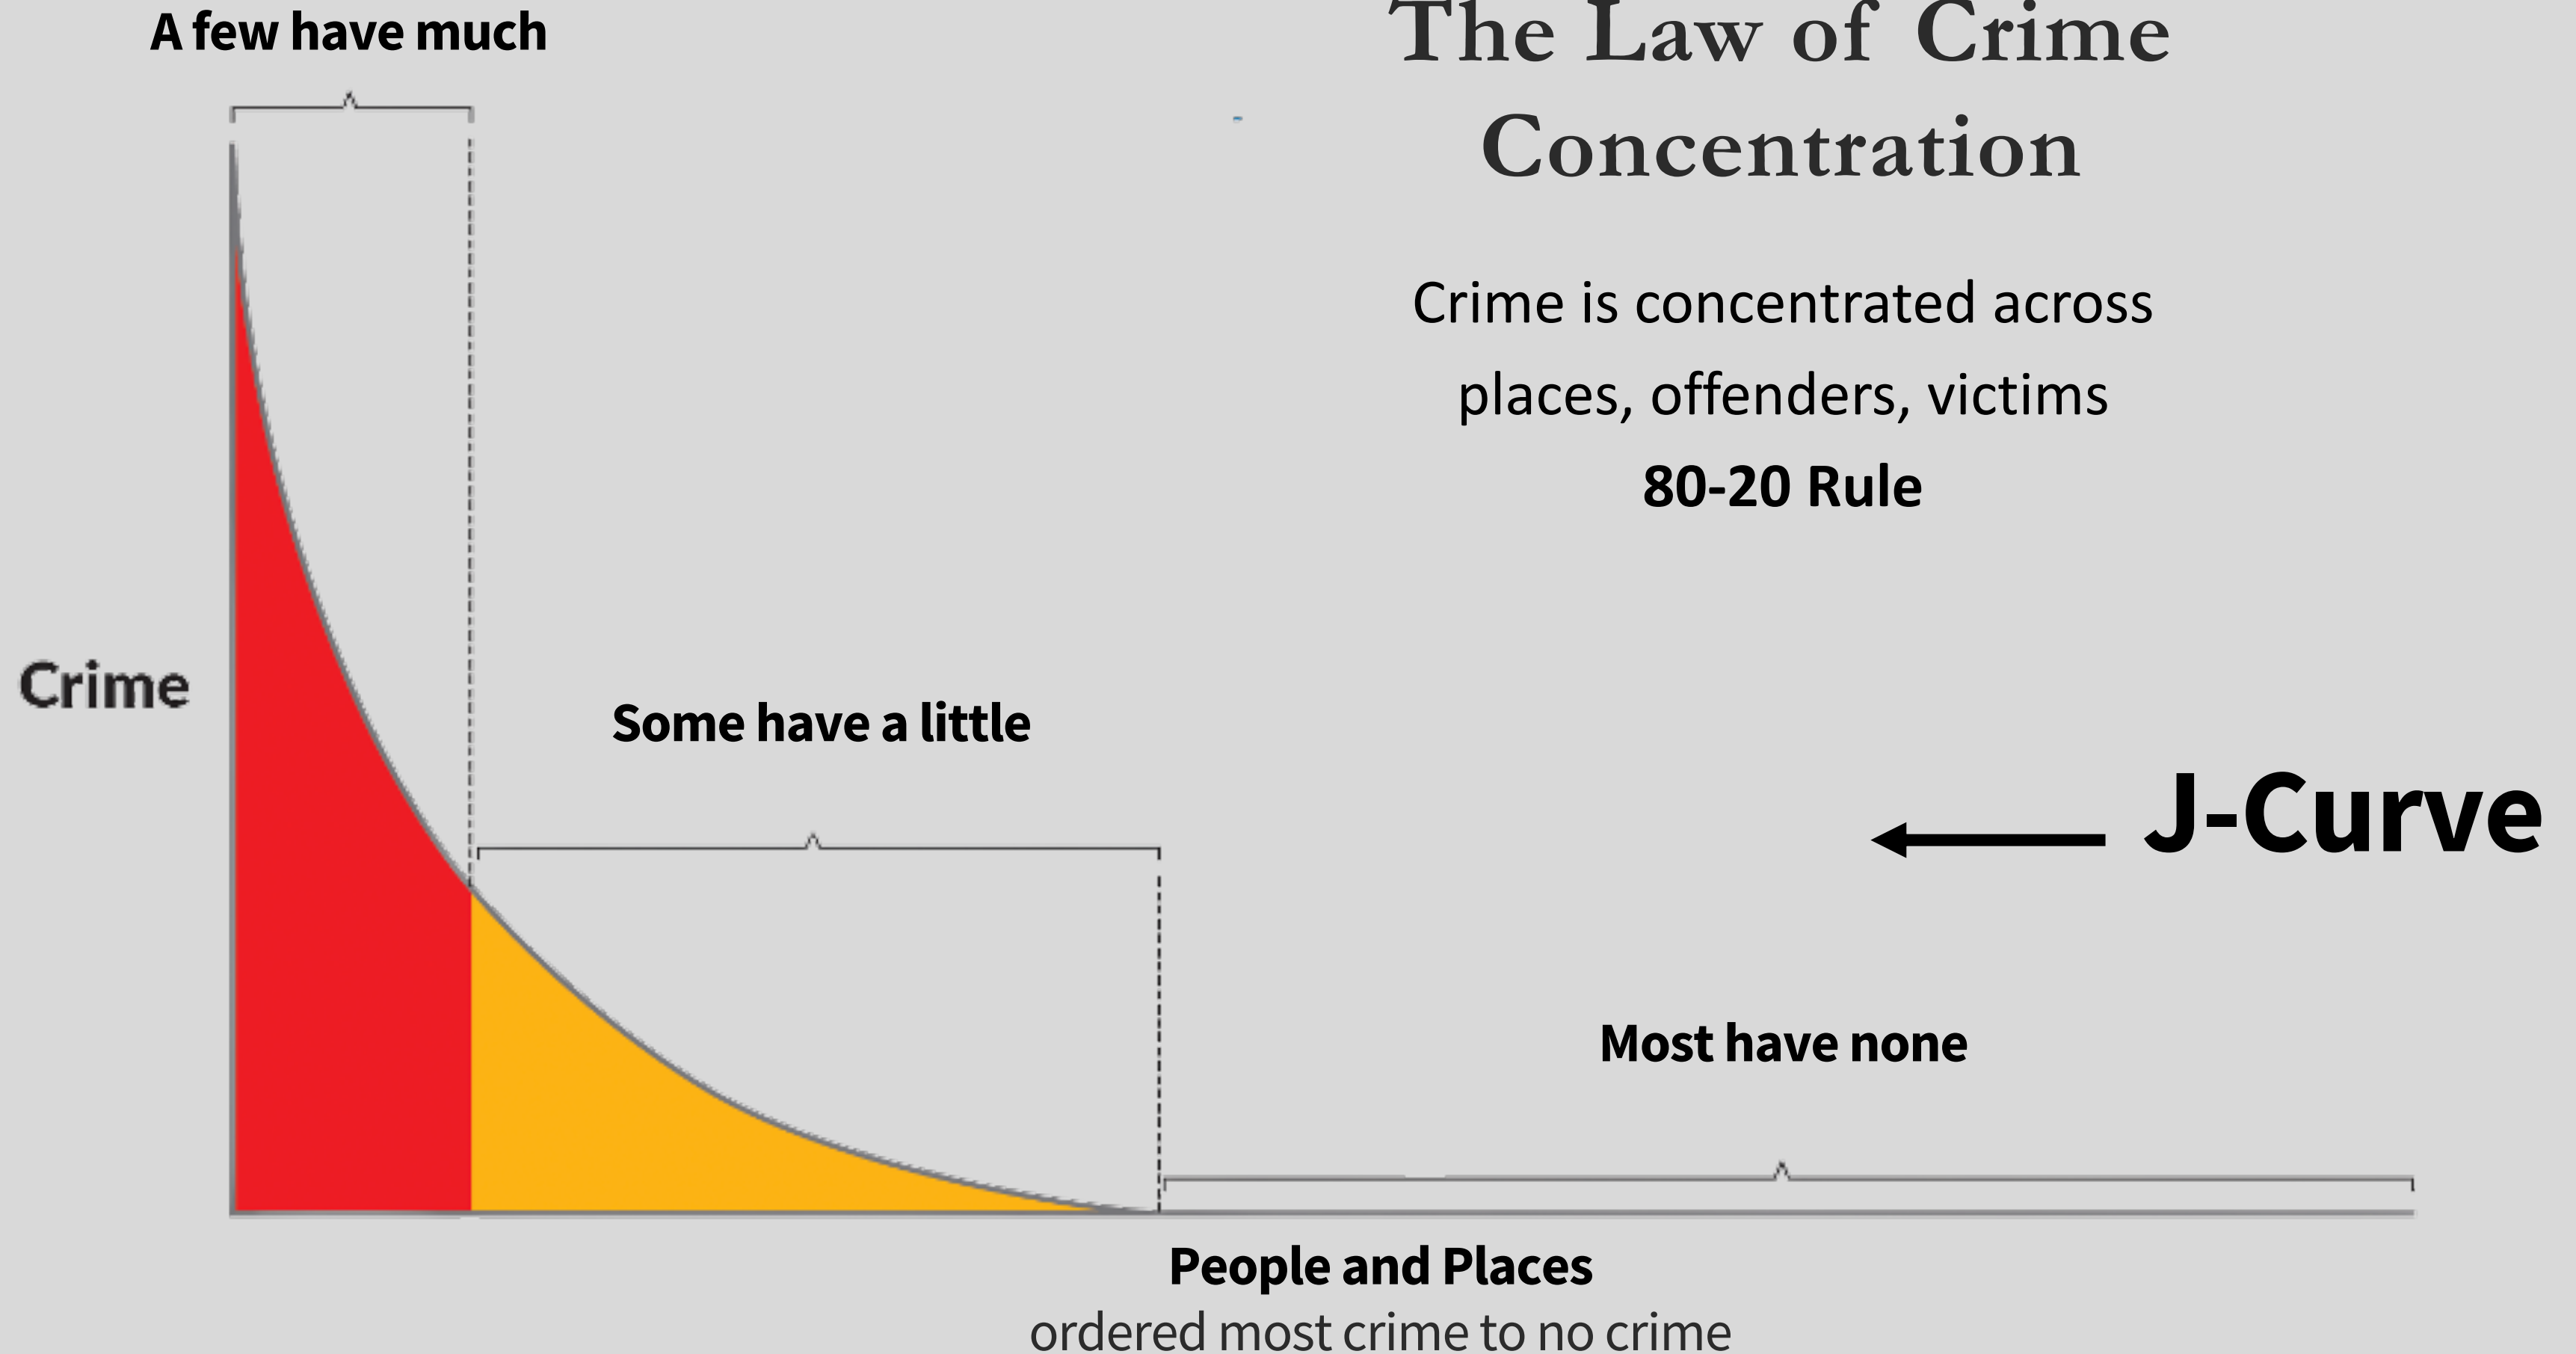 A few have much
The Law of Crime
Concentration
Crime is concentrated across
places, offenders, victims
80-20 Rule
Crime
Some have a little
J-Curve
Most have none
People and Places
ordered most crime to no crime